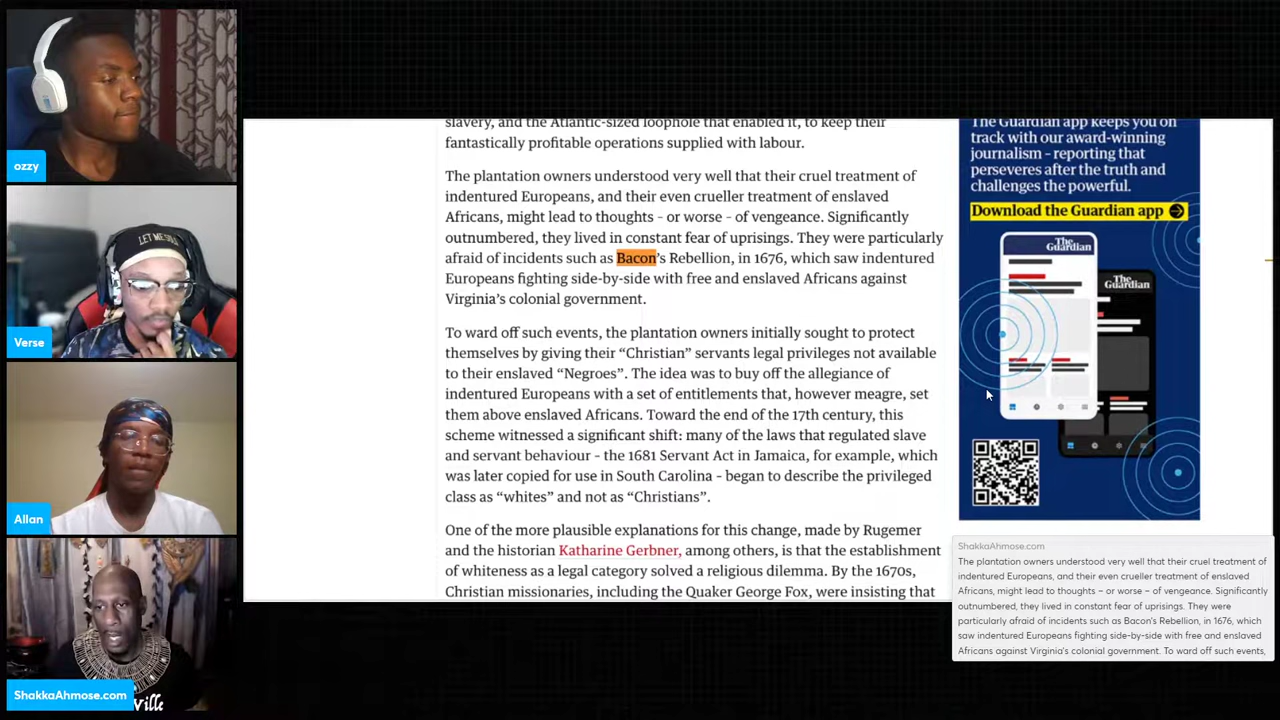 ozzy
LET ME
Verse
Allan
ville
ShakkaAhmose.com
slavery, and the Atlantic-sized loophole that enabled it, to keep their
fantastically profitable operations supplied with labour.
The plantation owners understood very well that their cruel treatment of
indentured Europeans, and their even crueller treatment of enslaved
Africans, might lead to thoughts – or worse – of vengeance. Significantly
outnumbered, they lived in constant fear of uprisings. They were particularly
afraid of incidents such as Bacon's Rebellion, in 1676, which saw indentured
Europeans fighting side-by-side with free and enslaved Africans against
Virginia's colonial government.
To ward off such events, the plantation owners initially sought to protect
themselves by giving their “Christian” servants legal privileges not available
to their enslaved “Negroes”. The idea was to buy off the allegiance of
indentured Europeans with a set of entitlements that, however meagre, set
them above enslaved Africans. Toward the end of the 17th century, this
scheme witnessed a significant shift: many of the laws that regulated slave
and servant behaviour – the 1681 Servant Act in Jamaica, for example, which
was later copied for use in South Carolina – began to describe the privileged
class as “whites” and not as “Christians”.
One of the more plausible explanations for this change, made by Rugemer
and the historian Katharine Gerbner, among others, is that the establishment
of whiteness as a legal category solved a religious dilemma. By the 1670s,
Christian missionaries, including the Quaker George Fox, were insisting that
The Guardian app keeps you on
track with our award-winning
journalism – reporting that
perseveres after the truth and
challenges the powerful.
Download the Guardian app
The
Guardian
The
Guardian
ShakkaAhmose.com
The plantation owners understood very well that their cruel treatment of
indentured Europeans, and their even crueller treatment of enslaved
Africans, might lead to thoughts – or worse – of vengeance. Significantly
outnumbered, they lived in constant fear of uprisings. They were
particularly afraid of incidents such as Bacon's Rebellion, in 1676, which
saw indentured Europeans fighting side-by-side with free and enslaved
Africans against Virginia's colonial government. To ward off such events,